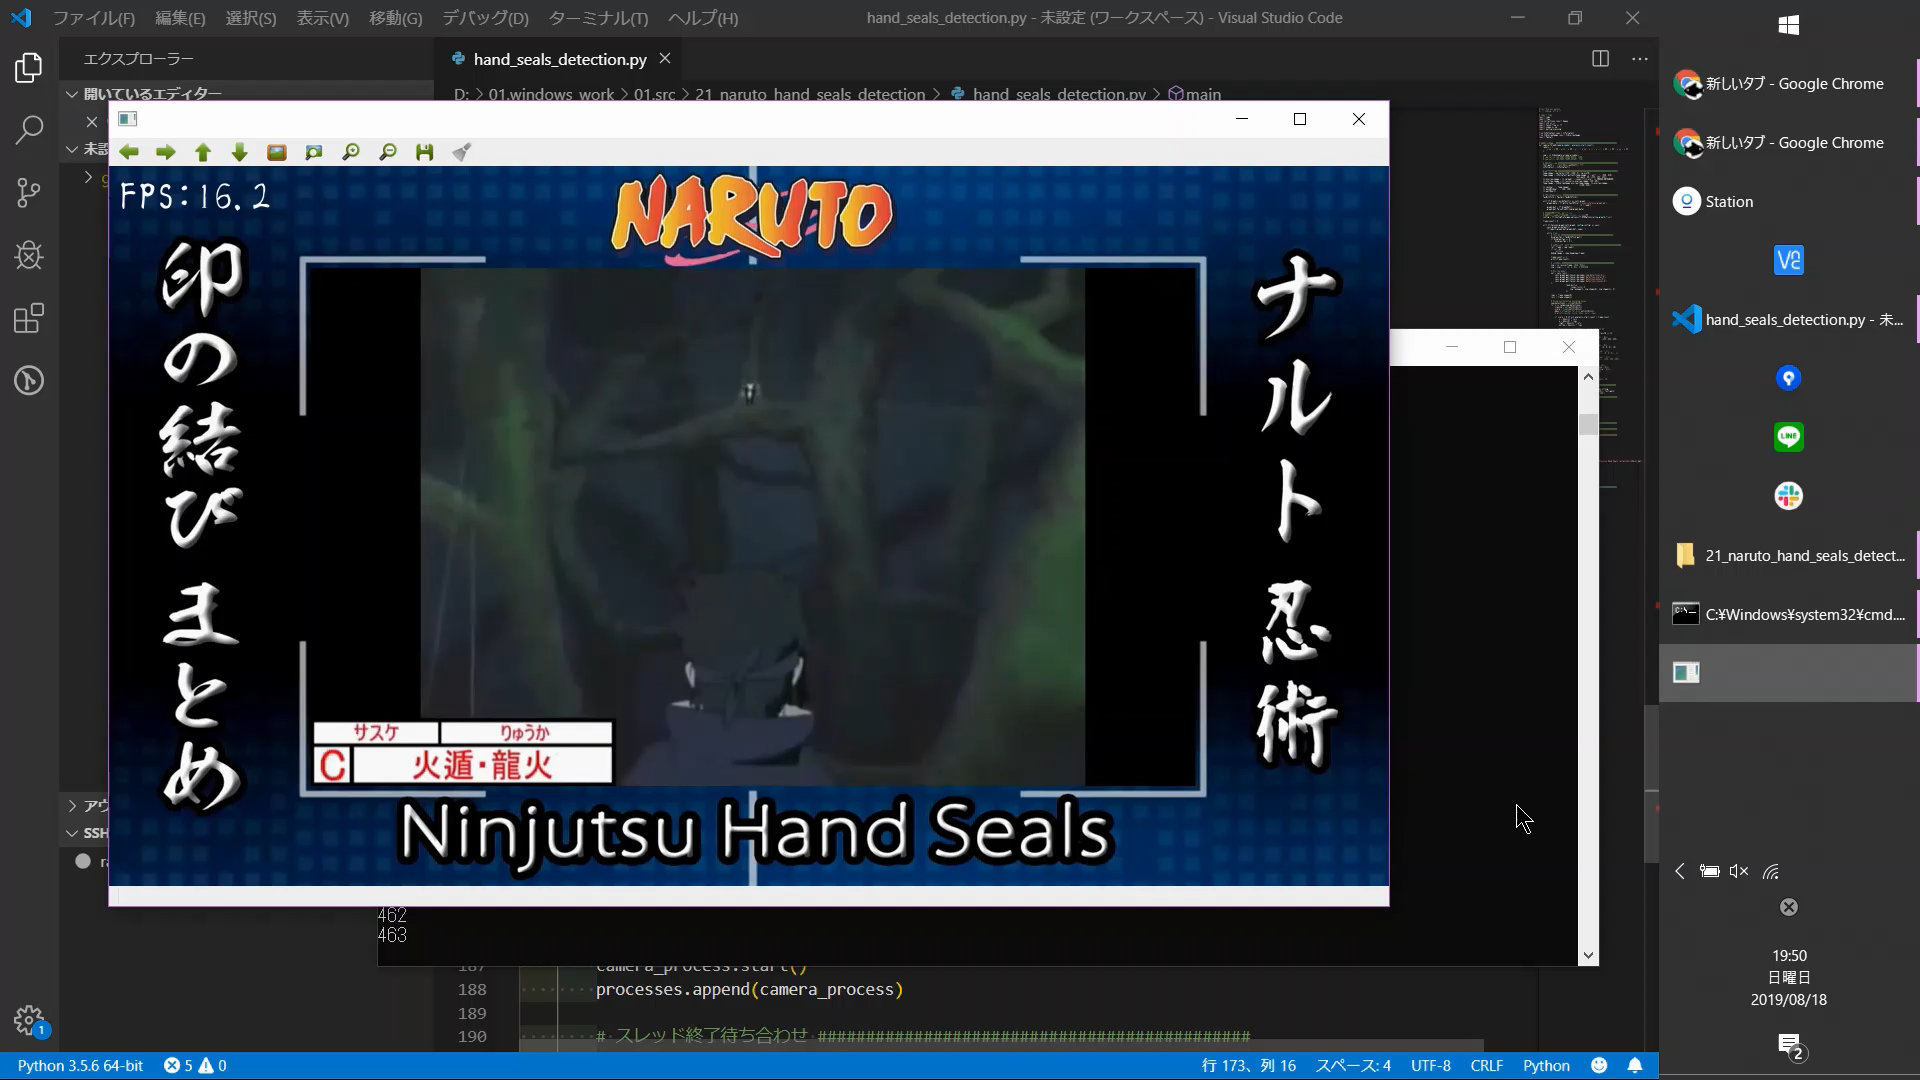 ファイル(F) 編集(E) 選択(S) 表示(V) 移動(G) デバッグ(D) ターミナル(T) ヘルプ(H) hand_seals_detection.py - 未設定 (ワークスペース) - Visual Studio Code
エクスプローラー
hand_seals_detection.py
開いているエディター
D: > 01.windows_work > 01.src > 21_naruto_hand_seals_detection > hand_seals_detection.py > main
FPS:16.2
NARUTO
印の結び まとめ
ナルト 忍術
サスケ りゅうか
C 火遁・龍火
Ninjutsu Hand Seals
462
463
187 camera_process.start()
188 processes.append(camera_process)
189
190 # スレッド終了待ち合わせ #############################################
SSH
Python 3.5.6 64-bit 5 0 行 173、列 16 スペース: 4 UTF-8 CRLF Python
1
新しいタブ - Google Chrome
新しいタブ - Google Chrome
Station
hand_seals_detection.py - 未...
LINE
21_naruto_hand_seals_detect...
C:¥Windows¥system32¥cmd....
19:50
日曜日
2019/08/18
2